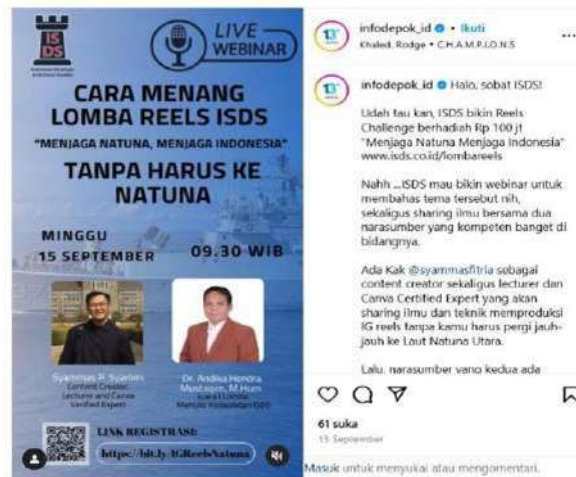 ISDS
LIVE
WEBINAR
CARA MENANG
LOMBA REELS ISDS
"MENJAGA NATUNA, MENJAGA INDONESIA"
TANPA HARUS KE
NATUNA
MINGGU
15 SEPTEMBER
09.30 WIB
Content Creator,
Lecturer and Canva
Verified Expert
Dr. Andika Hendra
Mustaqim, M.Hum
LINK REGISTRASI:
https://bit.ly/IGReelsNatuna
infodepok_id • Ikuti
Khaled, Rodge • C.H.A.M.P.I.O.N.S
infodepok_id Halo, sobat ISDS!
Udah tau kan, ISDS bikin Reels
Challenge berhadiah Rp 100 jt
"Menjaga Natuna Menjaga Indonesia"
www.isds.co.id/lombareels
Nahh ...ISDS mau bikin webinar untuk
membahas tema tersebut nih,
sekaligus sharing ilmu bersama dua
narasumber yang kompeten banget di
bidangnya.
Ada Kak @syammasfitria sebagai
content creator sekaligus lecturer dan
Canva Certified Expert yang akan
sharing ilmu dan teknik memproduksi
IG reels tanpa kamu harus pergi jauh-
jauh ke Laut Natuna Utara.
Lalu, narasumber yang kedua ada
61 suka
13 September
Masuk untuk menyukai atau mengomentari.